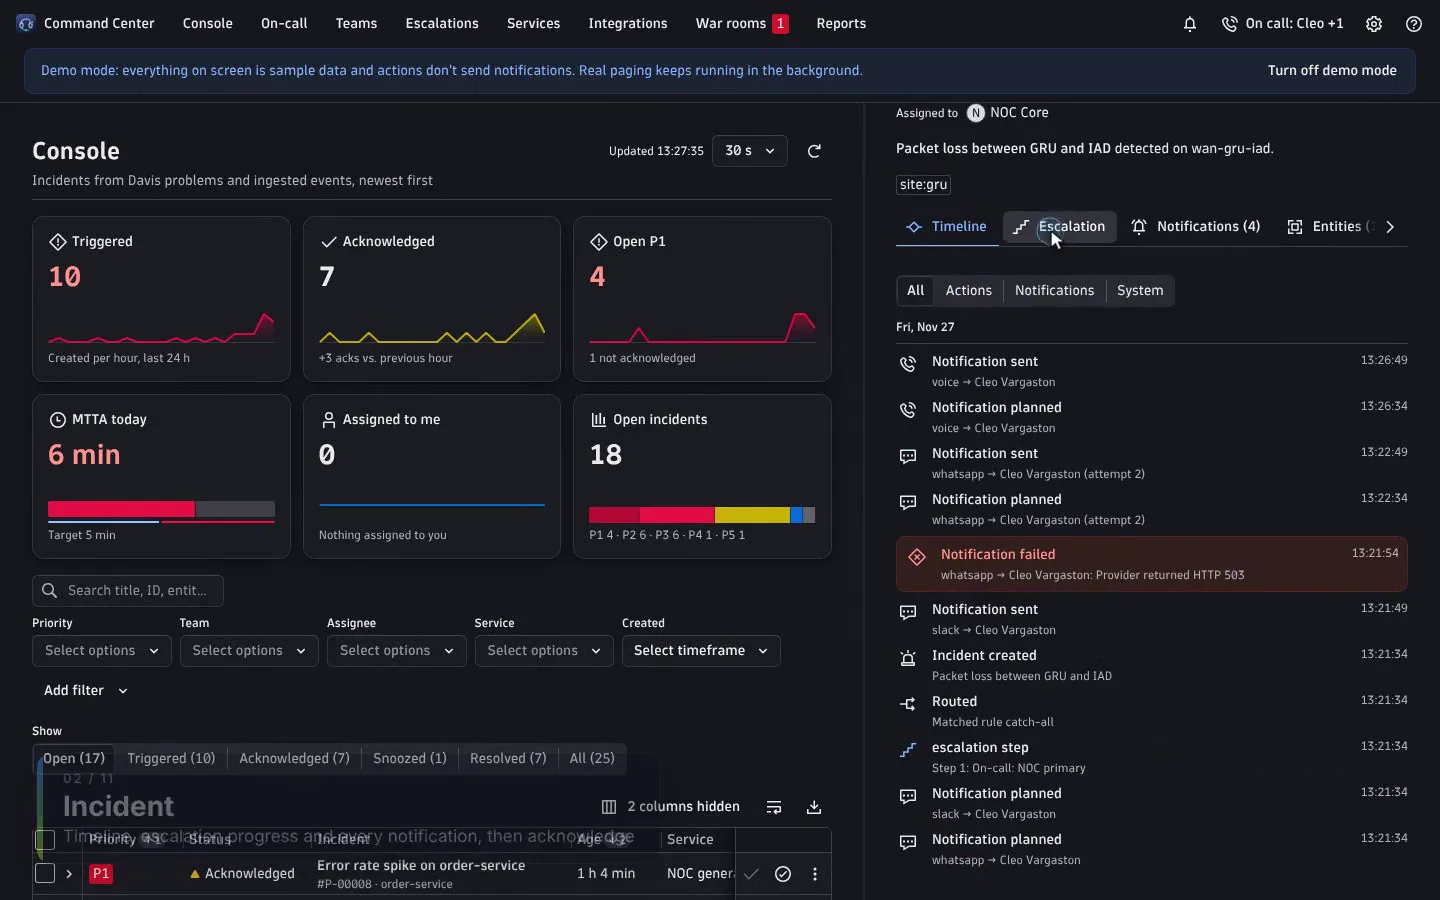 Command Center Console On-call Teams Escalations Services Integrations War rooms 1 Reports On call: Cleo +1
Demo mode: everything on screen is sample data and actions don't send notifications. Real paging keeps running in the background. Turn off demo mode
Console
Updated 13:27:35 30 s
Incidents from Davis problems and ingested events, newest first
Triggered
10
Created per hour, last 24 h
Acknowledged
7
+3 acks vs. previous hour
Open P1
4
1 not acknowledged
MTTA today
6 min
Target 5 min
Assigned to me
0
Nothing assigned to you
Open incidents
18
P1 4 · P2 6 · P3 6 · P4 1 · P5 1
Search title, ID, entit...
Priority Team Assignee Service Created
Select options Select options Select options Select options Select timeframe
Add filter
Show
Open (17) Triggered (10) Acknowledged (7) Snoozed (1) Resolved (7) All (25)
02 / 11
Incident
Timeline, escalation progress and every notification, then acknowledge
2 columns hidden
Priority Status Incident Age Service
P1 Acknowledged Error rate spike on order-service 1 h 4 min NOC gener
#P-00008 · order-service
Assigned to N NOC Core
Packet loss between GRU and IAD detected on wan-gru-iad.
site:gru
Timeline Escalation Notifications (4) Entities (1
All Actions Notifications System
Fri, Nov 27
Notification sent 13:26:49
voice → Cleo Vargaston
Notification planned 13:26:34
voice → Cleo Vargaston
Notification sent 13:22:49
whatsapp → Cleo Vargaston (attempt 2)
Notification planned 13:22:34
whatsapp → Cleo Vargaston (attempt 2)
Notification failed 13:21:54
whatsapp → Cleo Vargaston: Provider returned HTTP 503
Notification sent 13:21:49
slack → Cleo Vargaston
Incident created 13:21:34
Packet loss between GRU and IAD
Routed 13:21:34
Matched rule catch-all
escalation step 13:21:34
Step 1: On-call: NOC primary
Notification planned 13:21:34
slack → Cleo Vargaston
Notification planned 13:21:34
whatsapp → Cleo Vargaston